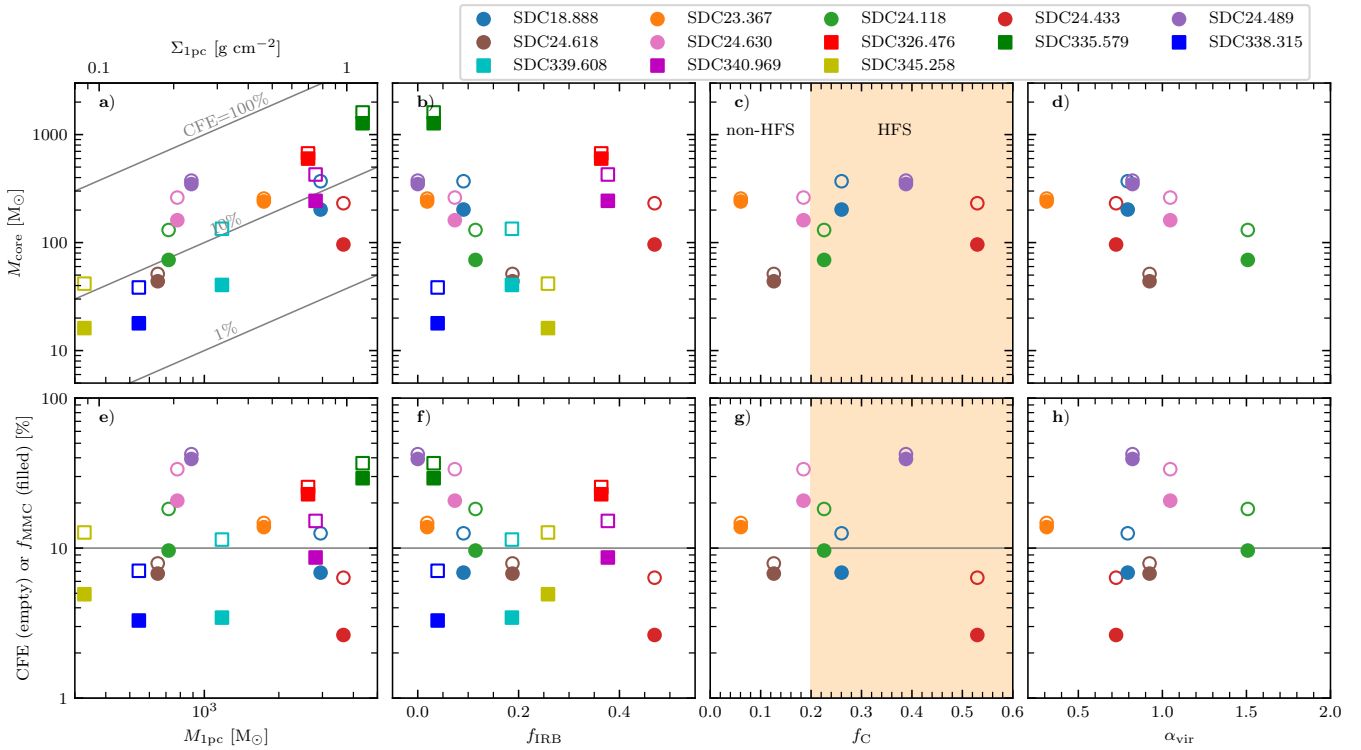 SDC18.888 SDC23.367 SDC24.118 SDC24.433 SDC24.489
SDC24.618 SDC24.630 SDC326.476 SDC335.579 SDC338.315
SDC339.608 SDC340.969 SDC345.258
Σ1pc [g cm−2]
0.1 1
a) b) c) d)
CFE=100%
10%
1%
non-HFS HFS
1000
100
10
Mcore [M⊙]
e) f) g) h)
100
10
1
CFE (empty) or fMMC (filled) [%]
10³ 0.0 0.2 0.4 0.0 0.1 0.2 0.3 0.4 0.5 0.6 0.5 1.0 1.5 2.0
M1pc [M⊙] fIRB fC αvir